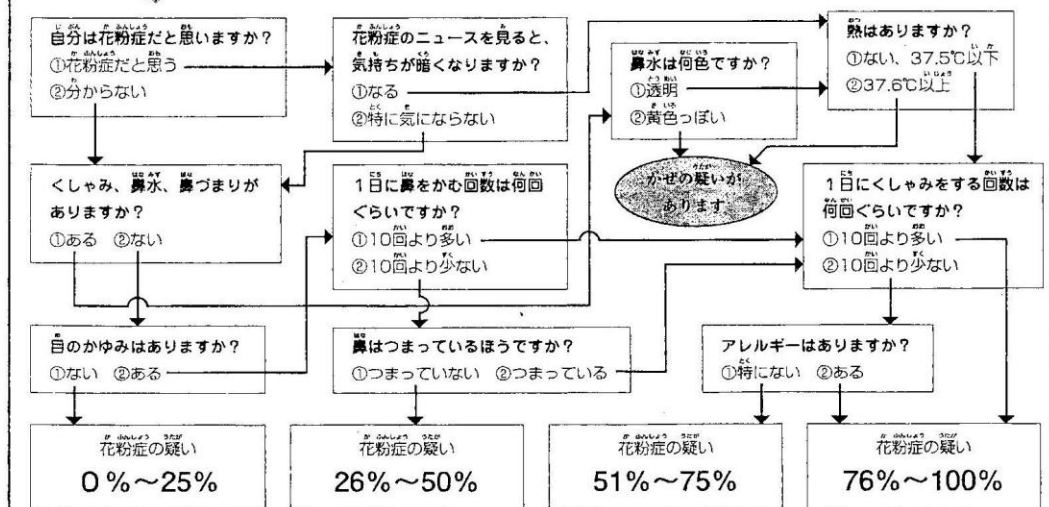 自分は花粉症だと思いますか?
①花粉症だと思う
②分からない
花粉症のニュースを見ると、
気持ちが暗くなりますか?
①なる
②特に気にならない
鼻水は何色ですか?
①透明
②黄色っぽい
熱はありますか?
①ない、37.5℃以下
②37.6℃以上
くしゃみ、鼻水、鼻づまりが
ありますか?
①ある ②ない
1日に鼻をかむ回数は何回
ぐらいですか?
①10回より多い
②10回より少ない
かぜの疑いが
あります
1日にくしゃみをする回数は
何回ぐらいですか?
①10回より多い
②10回より少ない
目のかゆみはありますか?
①ない ②ある
鼻はつまっているほうですか?
①つまっていない ②つまっている
アレルギーはありますか?
①特にない ②ある
花粉症の疑い
0%～25%
花粉症の疑い
26%～50%
花粉症の疑い
51%～75%
花粉症の疑い
76%～100%